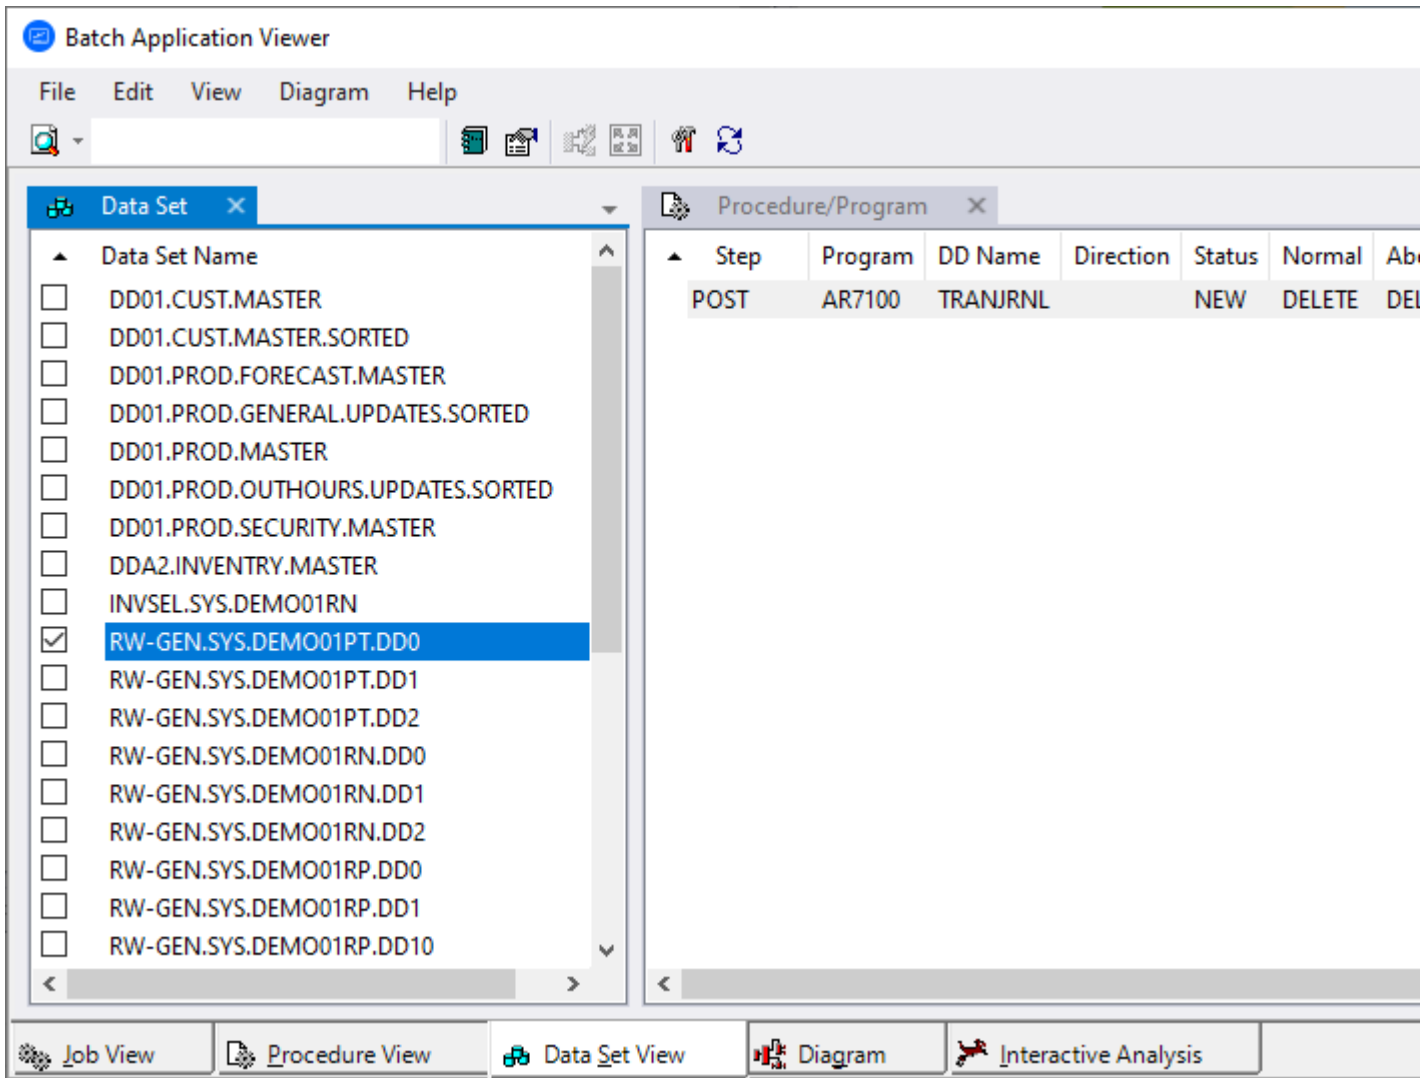 Batch Application Viewer
File Edit View Diagram Help
Data Set
Data Set Name
DD01.CUST.MASTER
DD01.CUST.MASTER.SORTED
DD01.PROD.FORECAST.MASTER
DD01.PROD.GENERAL.UPDATES.SORTED
DD01.PROD.MASTER
DD01.PROD.OUTHOURS.UPDATES.SORTED
DD01.PROD.SECURITY.MASTER
DDA2.INVENTRY.MASTER
INVSEL.SYS.DEMO01RN
RW-GEN.SYS.DEMO01PT.DD0
RW-GEN.SYS.DEMO01PT.DD1
RW-GEN.SYS.DEMO01PT.DD2
RW-GEN.SYS.DEMO01RN.DD0
RW-GEN.SYS.DEMO01RN.DD1
RW-GEN.SYS.DEMO01RN.DD2
RW-GEN.SYS.DEMO01RP.DD0
RW-GEN.SYS.DEMO01RP.DD1
RW-GEN.SYS.DEMO01RP.DD10
Procedure/Program
Step Program DD Name Direction Status Normal Ab
POST AR7100 TRANJRNL NEW DELETE DEL
Job View Procedure View Data Set View Diagram Interactive Analysis